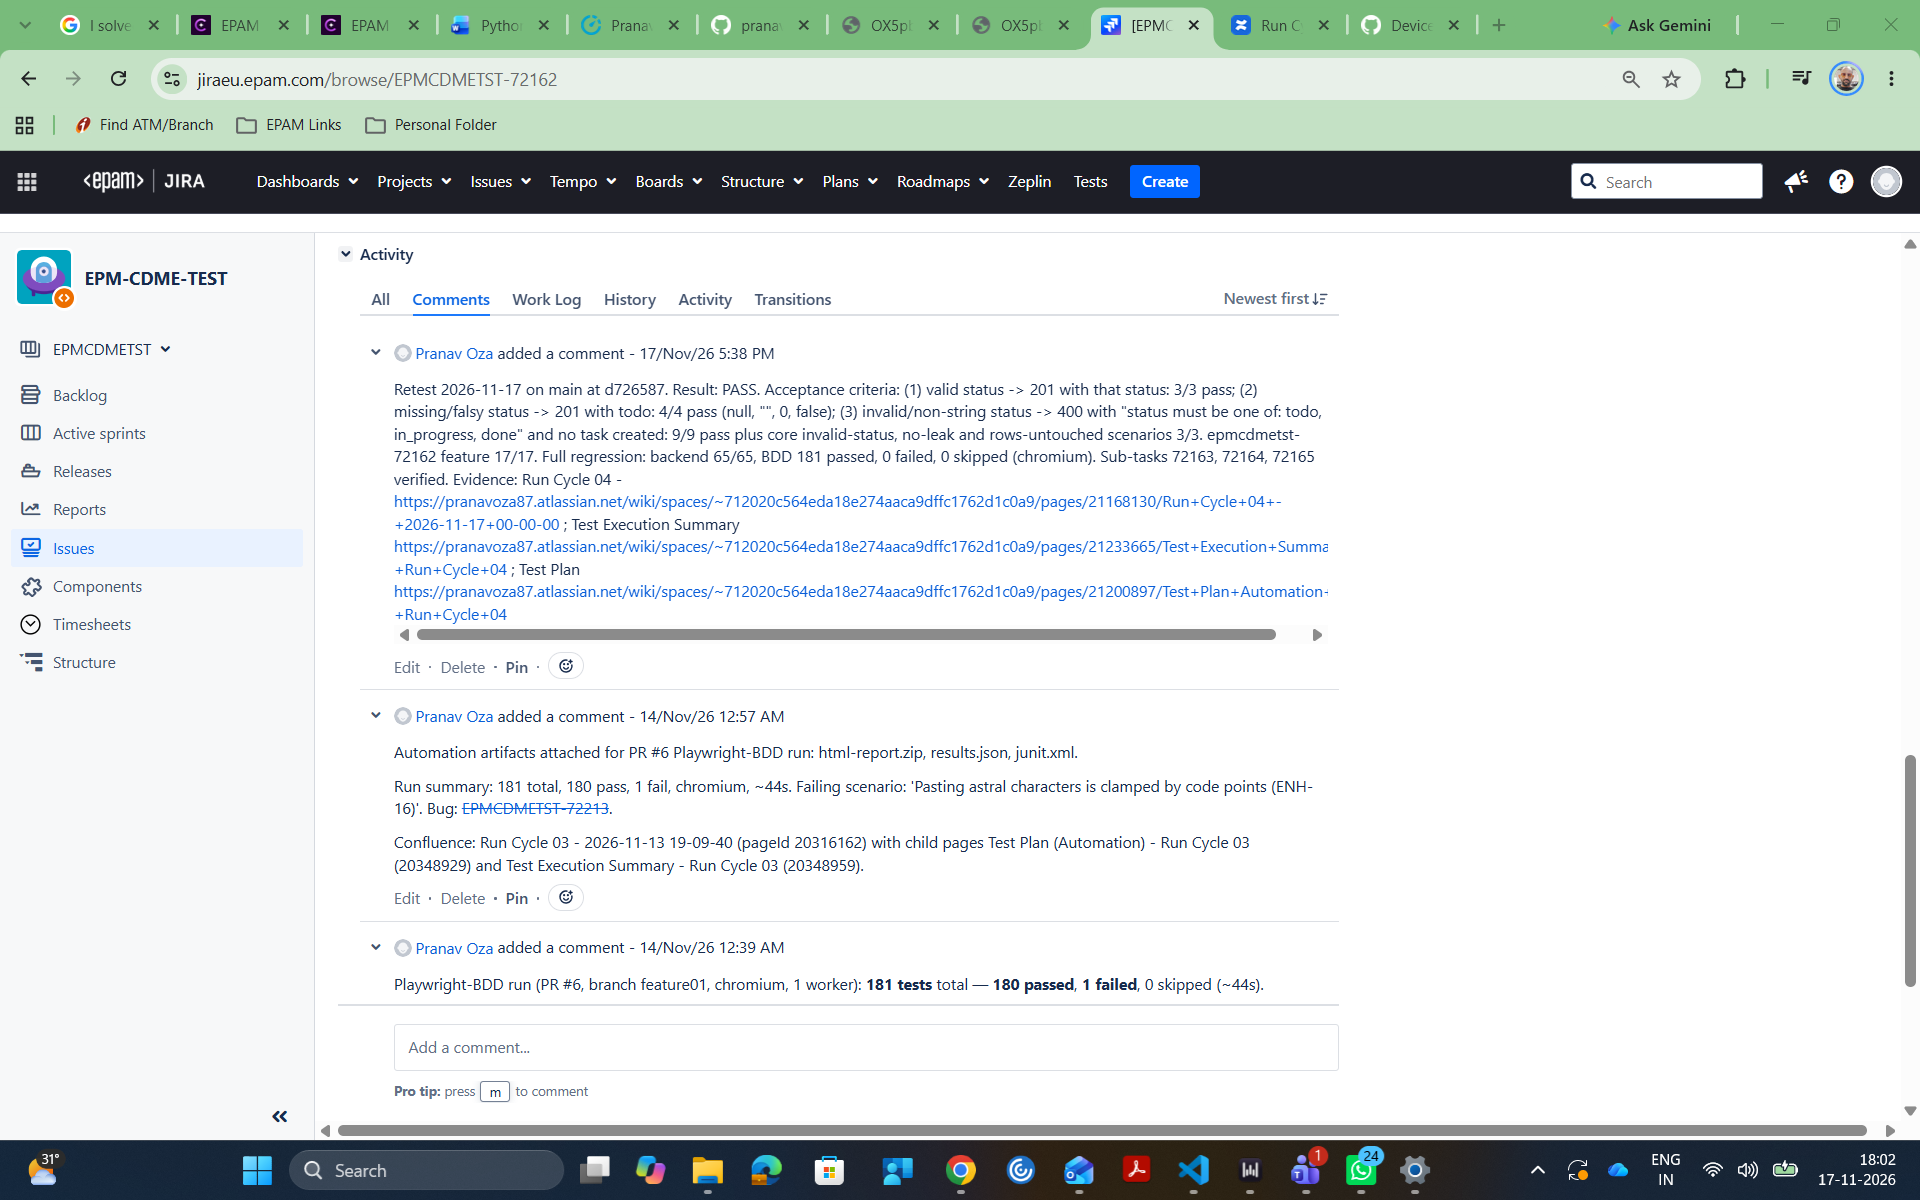 I solve
EPAM
EPAM
Pytho
Prana
prana
OX5pl
OX5pl
[EPMC
Run C
Device
Ask Gemini
jiraeu.epam.com/browse/EPMCDMETST-72162
Find ATM/Branch
EPAM Links
Personal Folder
<epam> | JIRA
Dashboards
Projects
Issues
Tempo
Boards
Structure
Plans
Roadmaps
Zeplin
Tests
Create
Search
EPM-CDME-TEST
EPMCDMETST
Backlog
Active sprints
Releases
Reports
Issues
Components
Timesheets
Structure
Activity
All
Comments
Work Log
History
Activity
Transitions
Newest first
Pranav Oza added a comment - 17/Nov/26 5:38 PM
Retest 2026-11-17 on main at d726587. Result: PASS. Acceptance criteria: (1) valid status -> 201 with that status: 3/3 pass; (2)
missing/falsy status -> 201 with todo: 4/4 pass (null, "", 0, false); (3) invalid/non-string status -> 400 with "status must be one of: todo,
in_progress, done" and no task created: 9/9 pass plus core invalid-status, no-leak and rows-untouched scenarios 3/3. epmcdmetst-
72162 feature 17/17. Full regression: backend 65/65, BDD 181 passed, 0 failed, 0 skipped (chromium). Sub-tasks 72163, 72164, 72165
verified. Evidence: Run Cycle 04 -
https://pranavoza87.atlassian.net/wiki/spaces/~712020c564eda18e274aaca9dffc1762d1c0a9/pages/21168130/Run+Cycle+04+-
+2026-11-17+00-00-00 ; Test Execution Summary
https://pranavoza87.atlassian.net/wiki/spaces/~712020c564eda18e274aaca9dffc1762d1c0a9/pages/21233665/Test+Execution+Summa
+Run+Cycle+04 ; Test Plan
https://pranavoza87.atlassian.net/wiki/spaces/~712020c564eda18e274aaca9dffc1762d1c0a9/pages/21200897/Test+Plan+Automation+
+Run+Cycle+04
Edit · Delete · Pin ·
Pranav Oza added a comment - 14/Nov/26 12:57 AM
Automation artifacts attached for PR #6 Playwright-BDD run: html-report.zip, results.json, junit.xml.
Run summary: 181 total, 180 pass, 1 fail, chromium, ~44s. Failing scenario: 'Pasting astral characters is clamped by code points (ENH-
16)'. Bug: EPMCDMETST-72213.
Confluence: Run Cycle 03 - 2026-11-13 19-09-40 (pageId 20316162) with child pages Test Plan (Automation) - Run Cycle 03
(20348929) and Test Execution Summary - Run Cycle 03 (20348959).
Edit · Delete · Pin ·
Pranav Oza added a comment - 14/Nov/26 12:39 AM
Playwright-BDD run (PR #6, branch feature01, chromium, 1 worker): 181 tests total — 180 passed, 1 failed, 0 skipped (~44s).
Add a comment...
Pro tip: press m to comment
31°
Search
1
24
ENG
IN
18:02
17-11-2026